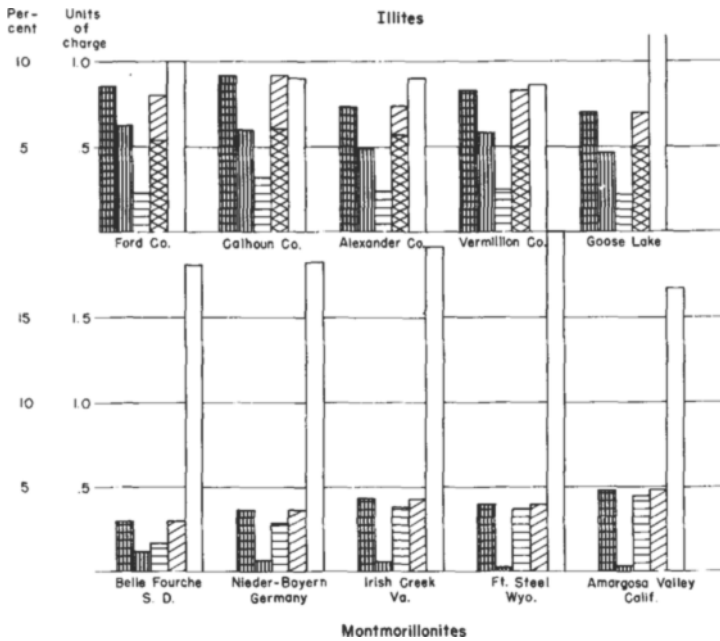 Per-
cent
Units
of
charge
Illites
10
1.0
5
.5
Ford Co.
Calhoun Co.
Alexander Co.
Vermillion Co.
Goose Lake
15
1.5
10
1.0
5
.5
Belle Fourche
S. D.
Nieder-Bayern
Germany
Irish Creek
Va.
Ft. Steel
Wyo.
Amargosa Valley
Calif.
Montmorillonites